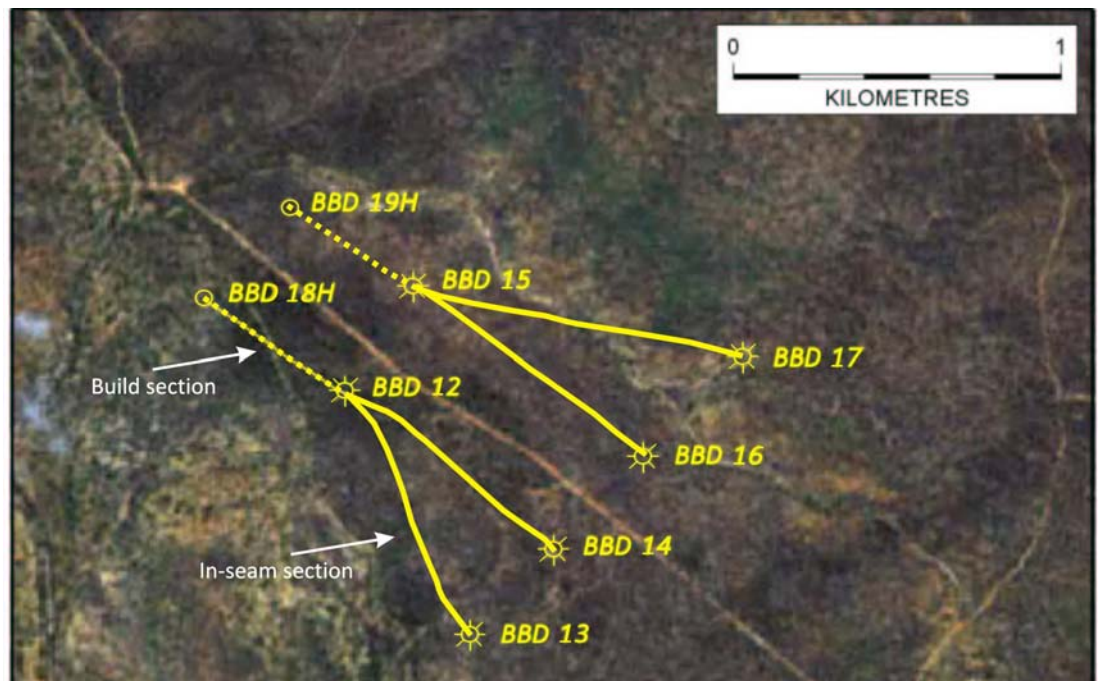 0 1
KILOMETRES
BBD 19H
BBD 15
BBD 18H
BBD 17
Build section
BBD 12
BBD 16
BBD 14
In-seam section
BBD 13